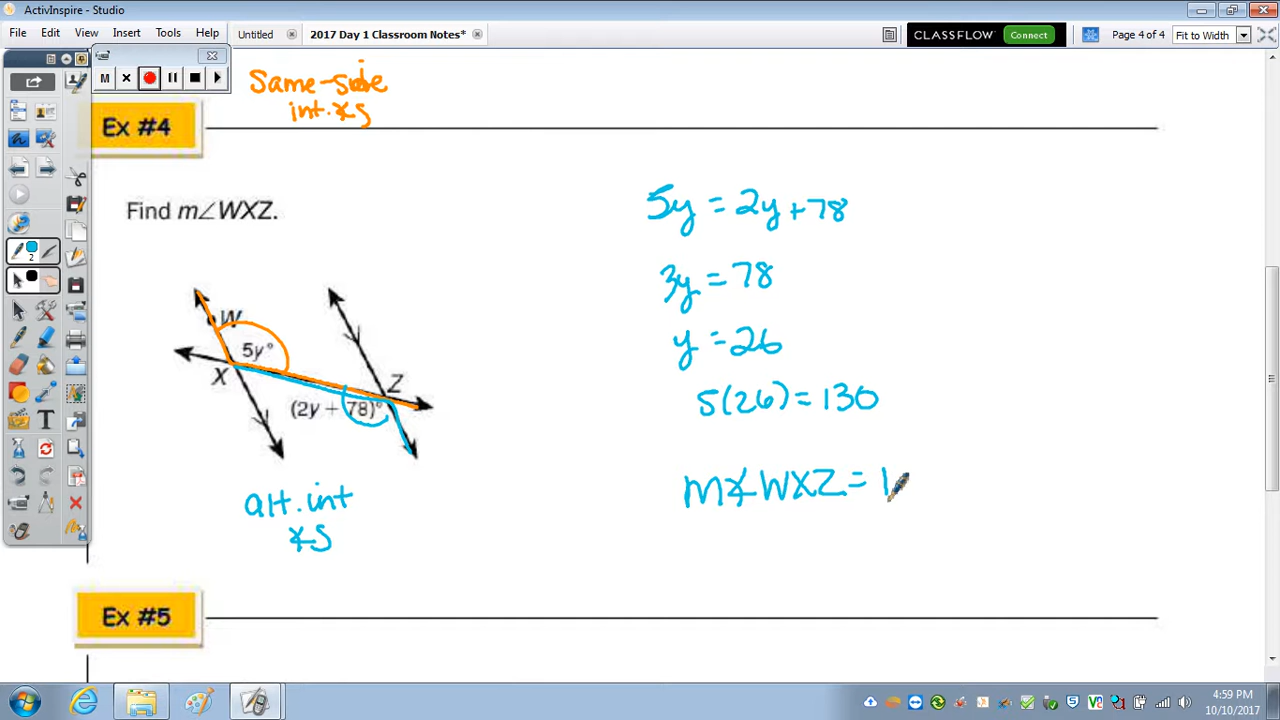 ActivInspire - Studio
File Edit View Insert Tools Help
Untitled
2017 Day 1 Classroom Notes*
CLASSFLOW Connect
Page 4 of 4
Fit to Width
M
Same-side
int. ∡s
Ex #4
Find m∠WXZ.
W
5y°
X
Z
(2y + 78)°
alt. int
∡s
5y = 2y + 78
3y = 78
y = 26
5(26) = 130
m∡WXZ = 1
2
T
Ex #5
4:59 PM
10/10/2017